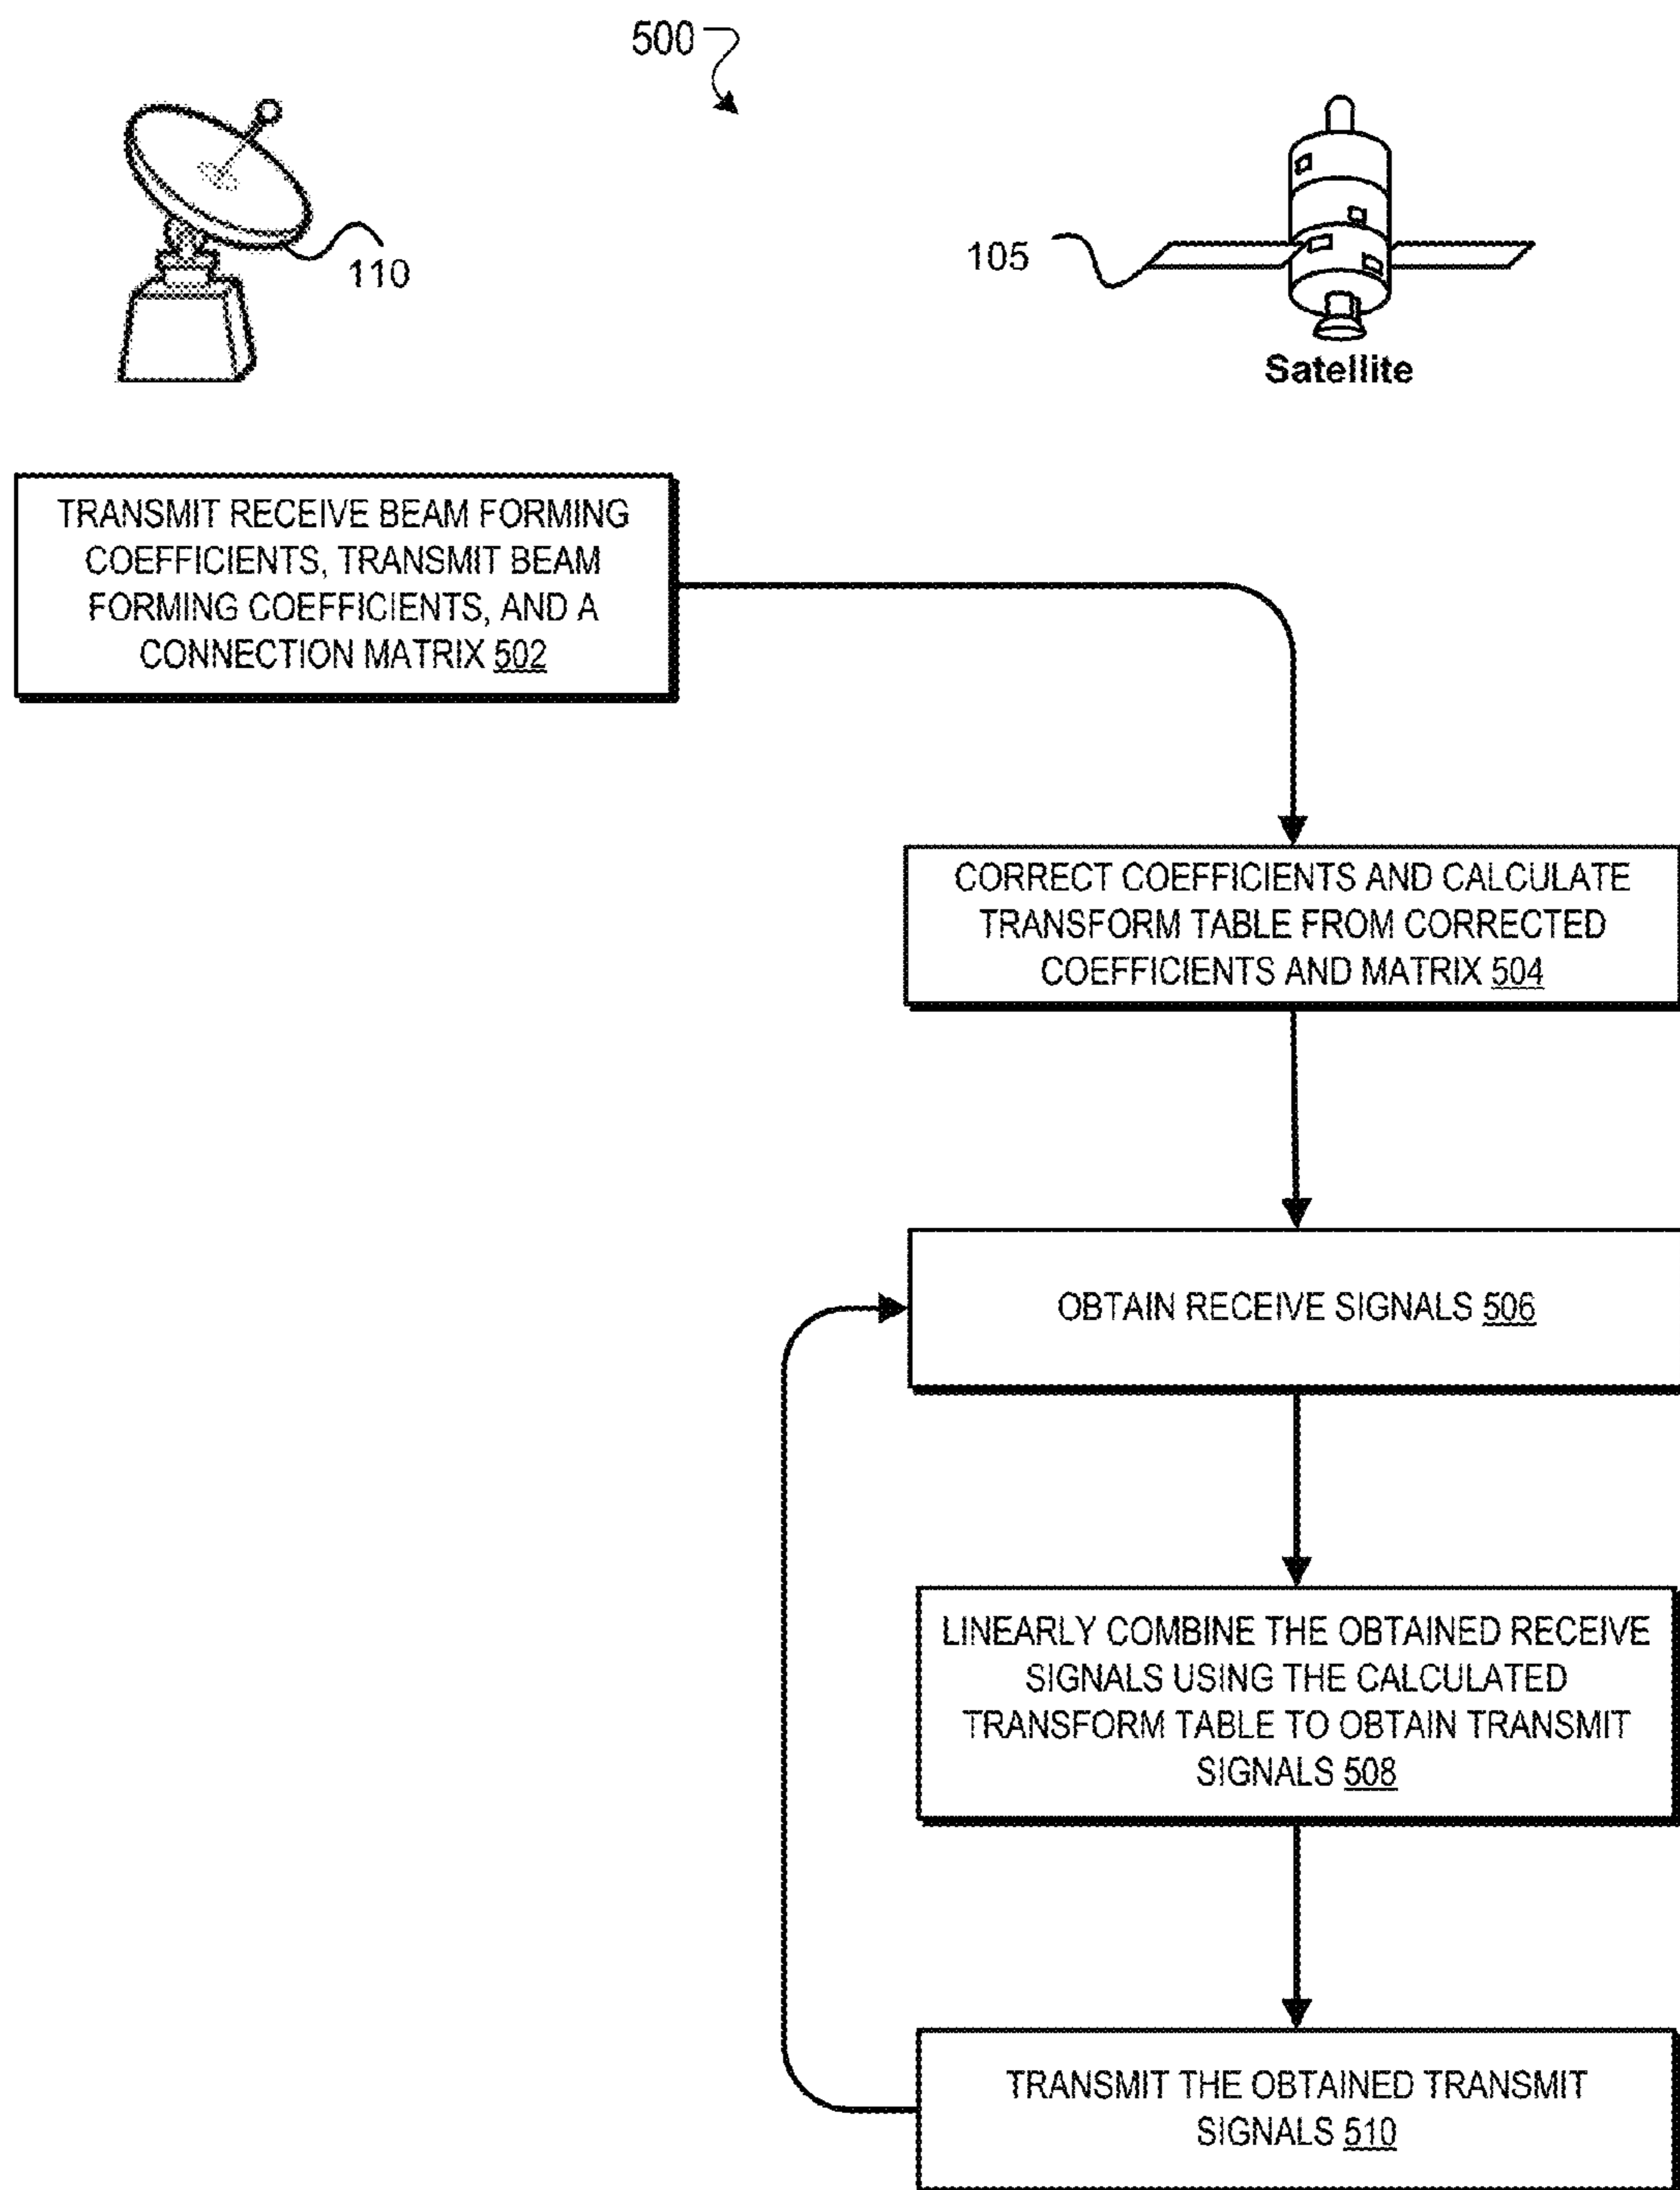 500
110
105
Satellite
TRANSMIT RECEIVE BEAM FORMING
COEFFICIENTS, TRANSMIT BEAM
FORMING COEFFICIENTS, AND A
CONNECTION MATRIX 502
CORRECT COEFFICIENTS AND CALCULATE
TRANSFORM TABLE FROM CORRECTED
COEFFICIENTS AND MATRIX 504
OBTAIN RECEIVE SIGNALS 506
LINEARLY COMBINE THE OBTAINED RECEIVE
SIGNALS USING THE CALCULATED
TRANSFORM TABLE TO OBTAIN TRANSMIT
SIGNALS 508
TRANSMIT THE OBTAINED TRANSMIT
SIGNALS 510